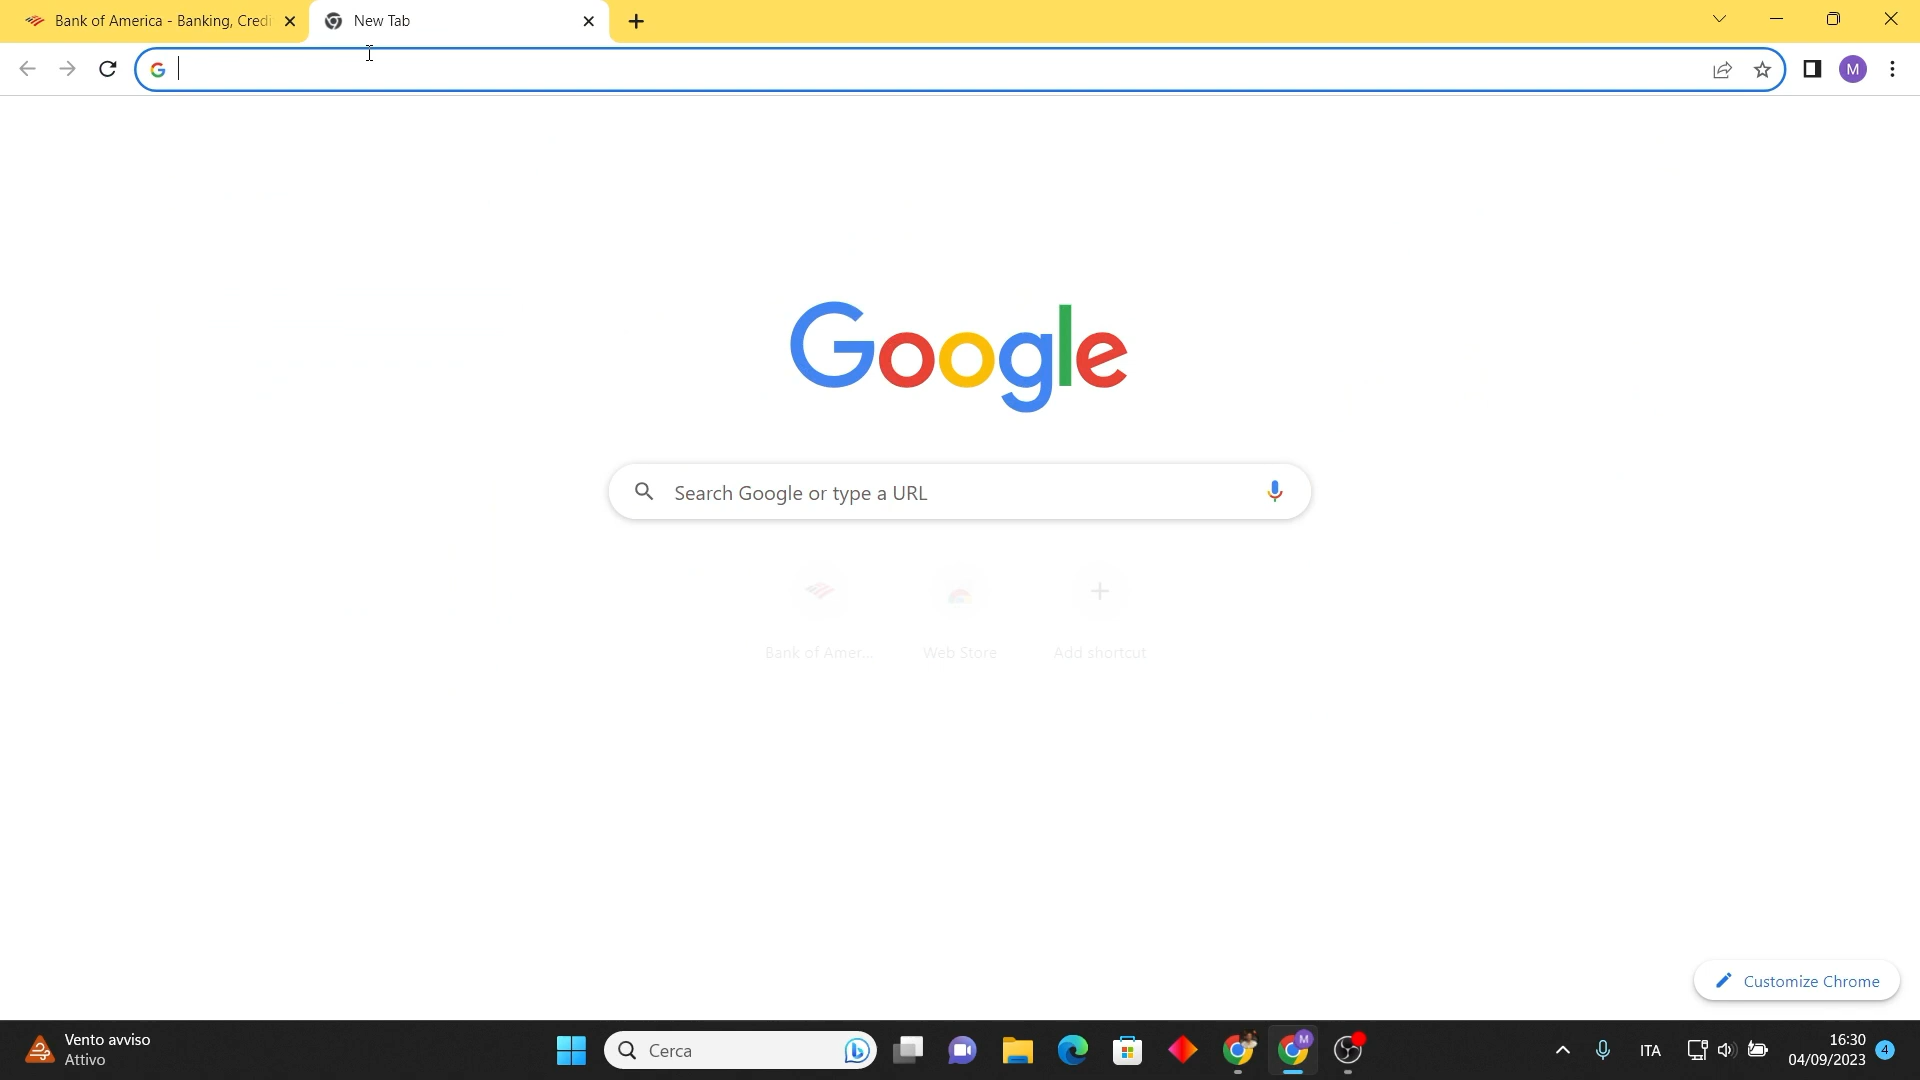 Bank of America - Banking, Credi
New Tab
M
Google
Search Google or type a URL
Bank of Amer...
Web Store
Add shortcut
Customize Chrome
Vento avviso
Attivo
Cerca
M
ITA
16:30
04/09/2023
4